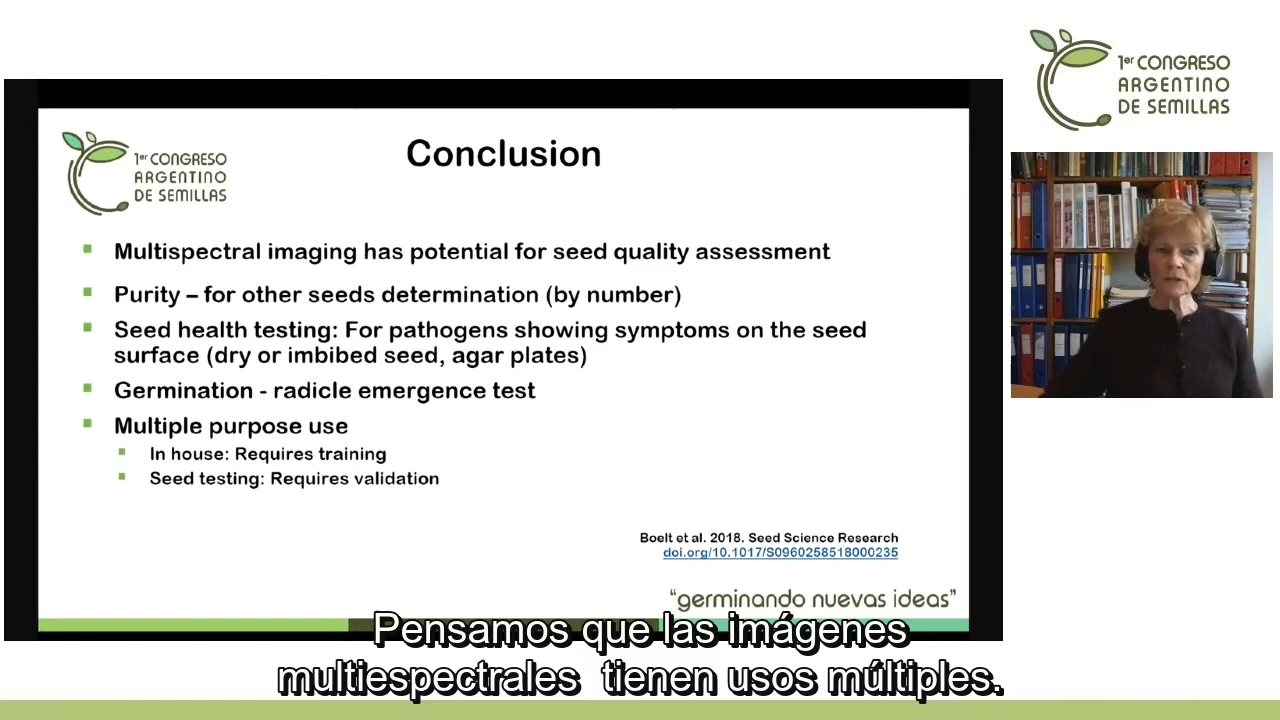 1er CONGRESO
ARGENTINO
DE SEMILLAS
Conclusion
1er CONGRESO
ARGENTINO
DE SEMILLAS
Multispectral imaging has potential for seed quality assessment
Purity – for other seeds determination (by number)
Seed health testing: For pathogens showing symptoms on the seed
surface (dry or imbibed seed, agar plates)
Germination - radicle emergence test
Multiple purpose use
In house: Requires training
Seed testing: Requires validation
Boelt et al. 2018. Seed Science Research
doi.org/10.1017/S0960258518000235
“germinando nuevas ideas”
Pensamos que las imágenes
multiespectrales tienen usos múltiples.